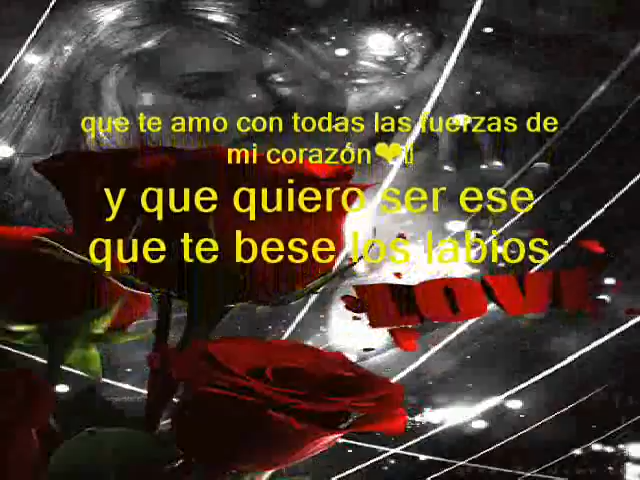 que te amo con todas las fuerzas de
mi corazón❤️
y que quiero ser ese
que te bese los labios
LOVE